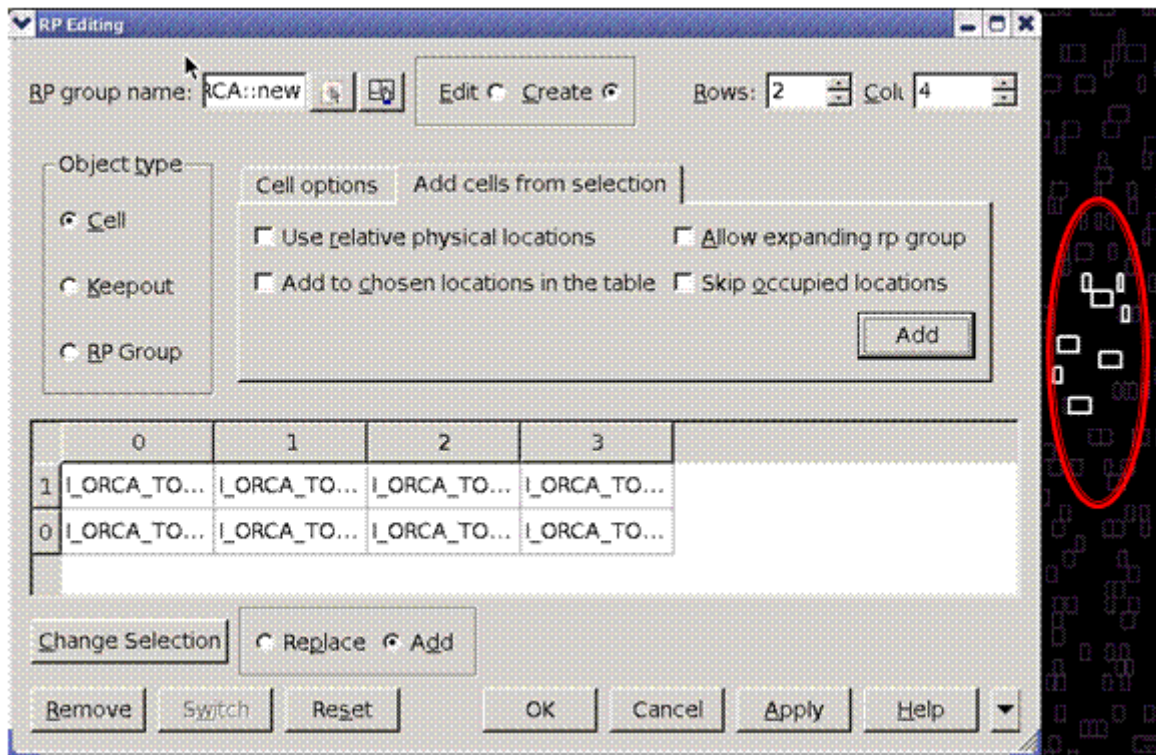 RP Editing
RP group name: RCA::new Edit Create Rows: 2 Colu 4
Object type
Cell options Add cells from selection
Cell
Use relative physical locations Allow expanding rp group
Keepout
Add to chosen locations in the table Skip occupied locations
RP Group
Add
0 1 2 3
1 I_ORCA_TO... I_ORCA_TO... I_ORCA_TO... I_ORCA_TO...
0 I_ORCA_TO... I_ORCA_TO... I_ORCA_TO... I_ORCA_TO...
Change Selection Replace Add
Remove Switch Reset OK Cancel Apply Help